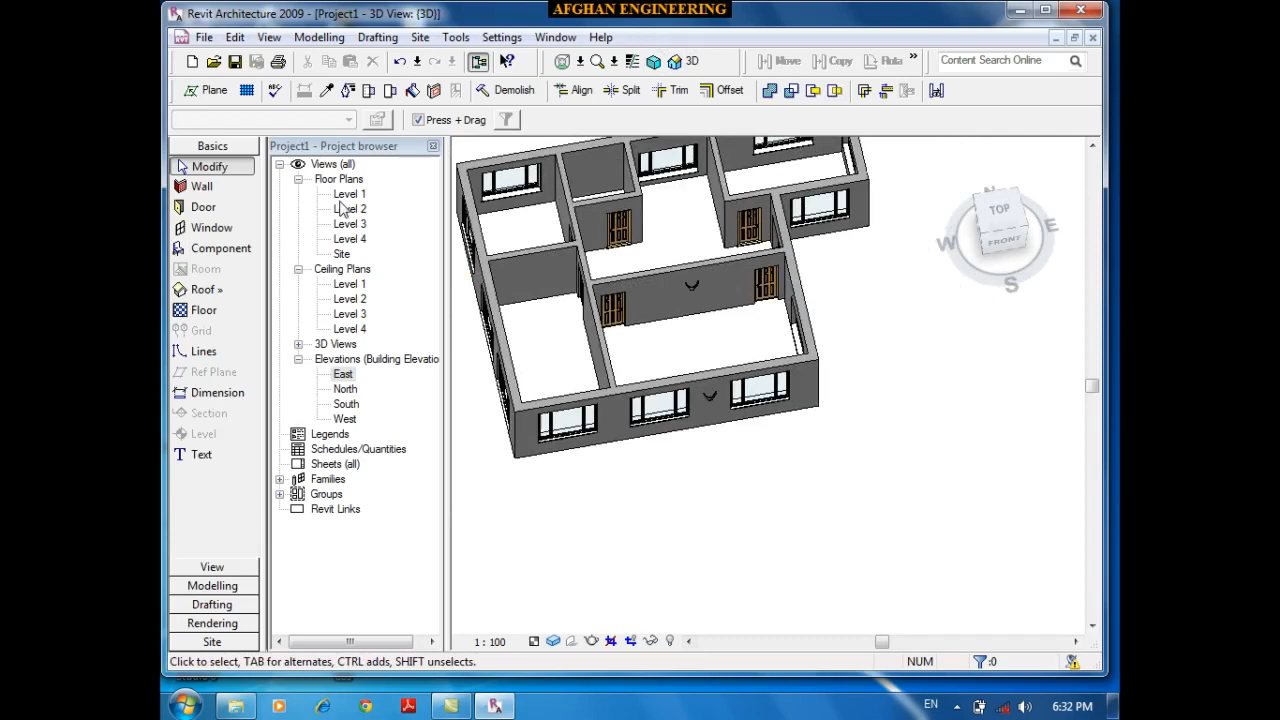 AFGHAN ENGINEERING
Revit Architecture 2009 - [Project1 - 3D View: {3D}]
File Edit View Modelling Drafting Site Tools Settings Window Help
3D Move Copy Rota » Content Search Online
Plane Demolish Align Split Trim Offset
Press + Drag
Basics
Modify
Wall
Door
Window
Component
Room
Roof »
Floor
Grid
Lines
Ref Plane
Dimension
Section
Level
Text
View
Modelling
Drafting
Rendering
Site
Project1 - Project browser
Views (all)
Floor Plans
Level 1
Level 2
Level 3
Level 4
Site
Ceiling Plans
Level 1
Level 2
Level 3
Level 4
3D Views
Elevations (Building Elevatio
East
North
South
West
Legends
Schedules/Quantities
Sheets (all)
Families
Groups
Revit Links
TOP
FRONT
W E S
1 : 100
Click to select, TAB for alternates, CTRL adds, SHIFT unselects.
NUM :0
EN 6:32 PM